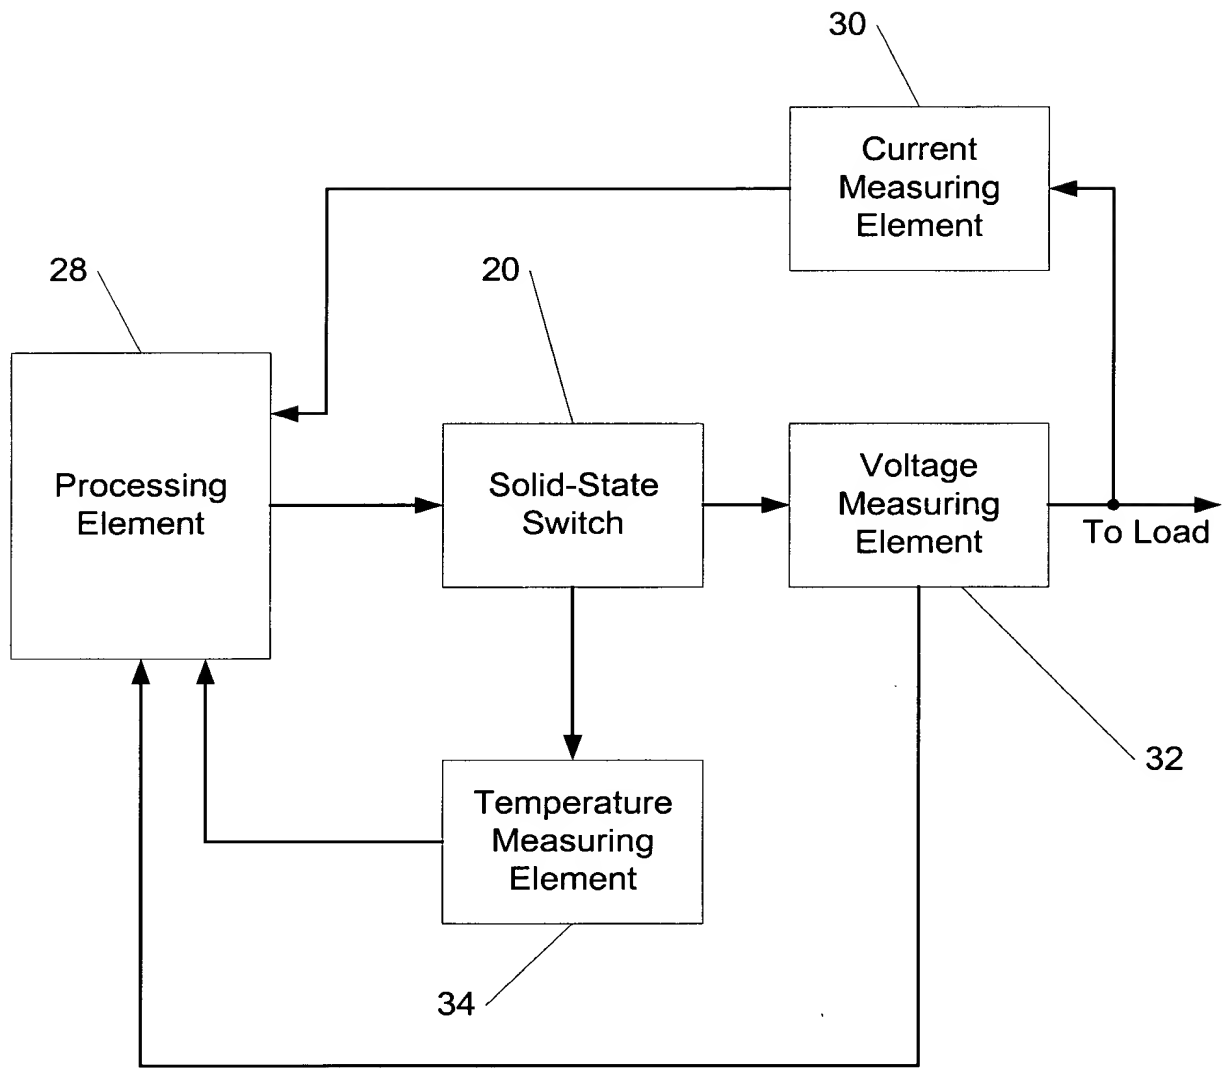 30
Current
Measuring
Element
28
20
Processing
Element
Solid-State
Switch
Voltage
Measuring
Element
To Load
32
Temperature
Measuring
Element
34